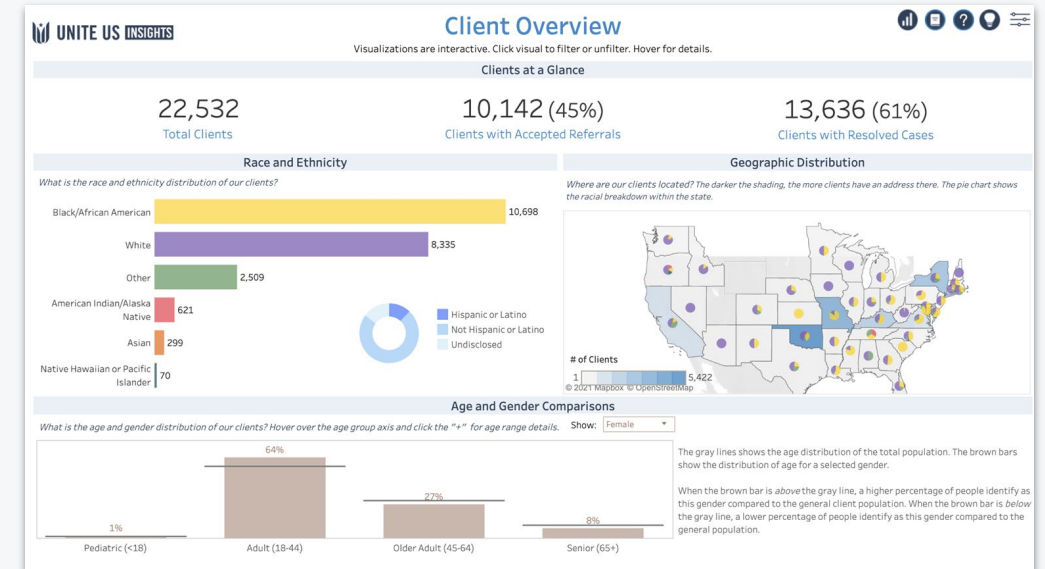 UNITE US INSIGHTS
Client Overview
Visualizations are interactive. Click visual to filter or unfilter. Hover for details.
?
Clients at a Glance
22,532
Total Clients
10,142 (45%)
Clients with Accepted Referrals
13,636 (61%)
Clients with Resolved Cases
Race and Ethnicity
What is the race and ethnicity distribution of our clients?
Black/African American
10,698
White
8,335
Other
2,509
American Indian/Alaska
Native
621
Asian
299
Native Hawaiian or Pacific
Islander
70
Hispanic or Latino
Not Hispanic or Latino
Undisclosed
Geographic Distribution
Where are our clients located? The darker the shading, the more clients have an address there. The pie chart shows
the racial breakdown within the state.
# of Clients
1
5,422
© 2021 Mapbox © OpenStreetMap
Age and Gender Comparisons
What is the age and gender distribution of our clients? Hover over the age group axis and click the "+" for age range details.
Show:
Female
1%
64%
27%
8%
Pediatric (<18)
Adult (18-44)
Older Adult (45-64)
Senior (65+)
The gray lines shows the age distribution of the total population. The brown bars
show the distribution of age for a selected gender.
When the brown bar is above the gray line, a higher percentage of people identify as
this gender compared to the general client population. When the brown bar is below
the gray line, a lower percentage of people identify as this gender compared to the
general population.